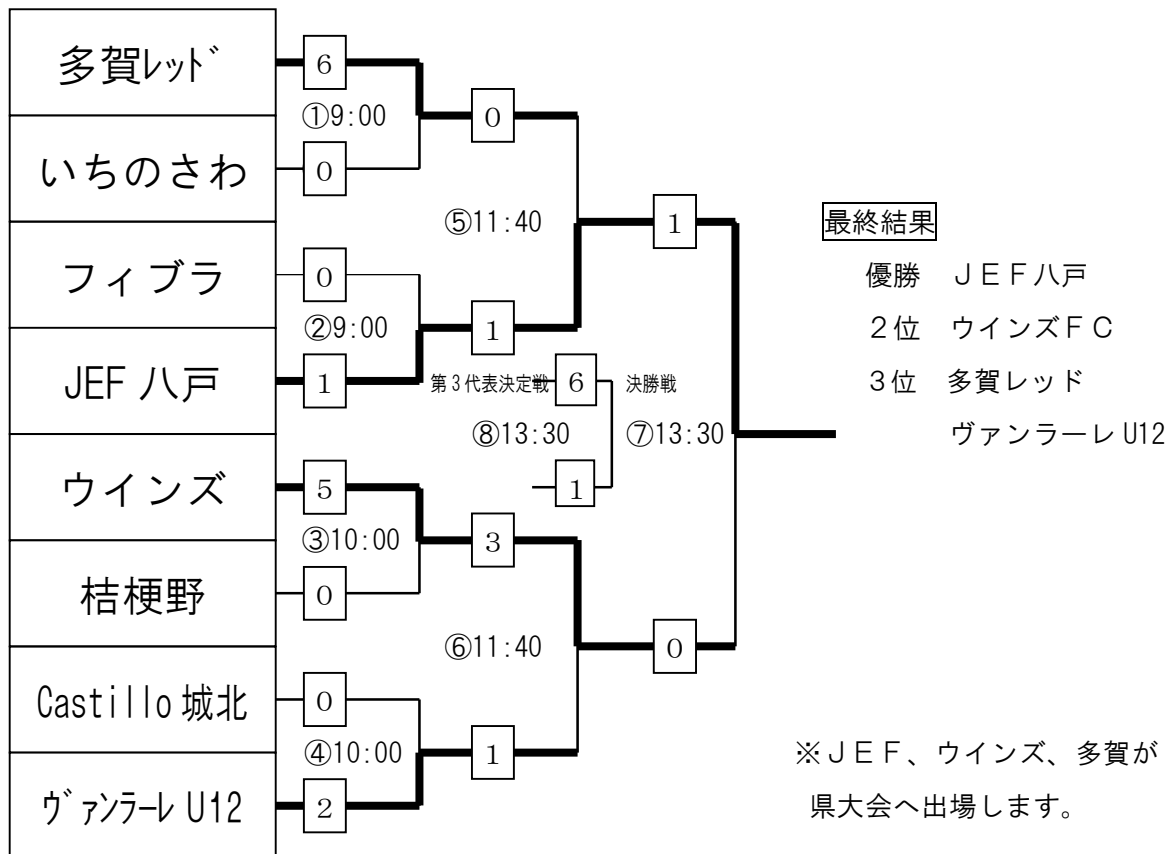 多賀ﾚｯﾄﾞ
6
①9:00
0
いちのさわ
0
⑤11:40
1
フィブラ
0
②9:00
1
JEF 八戸
1
第3代表決定戦
6
決勝戦
⑧13:30
⑦13:30
1
ウインズ
5
③10:00
3
桔梗野
0
⑥11:40
0
Castillo 城北
0
④10:00
1
ｳﾞｧﾝﾗｰﾚ U12
2
最終結果
優勝 ＪＥＦ八戸
２位 ウインズＦＣ
３位 多賀レッド
ヴァンラーレ U12
※ＪＥＦ、ウインズ、多賀が
県大会へ出場します。